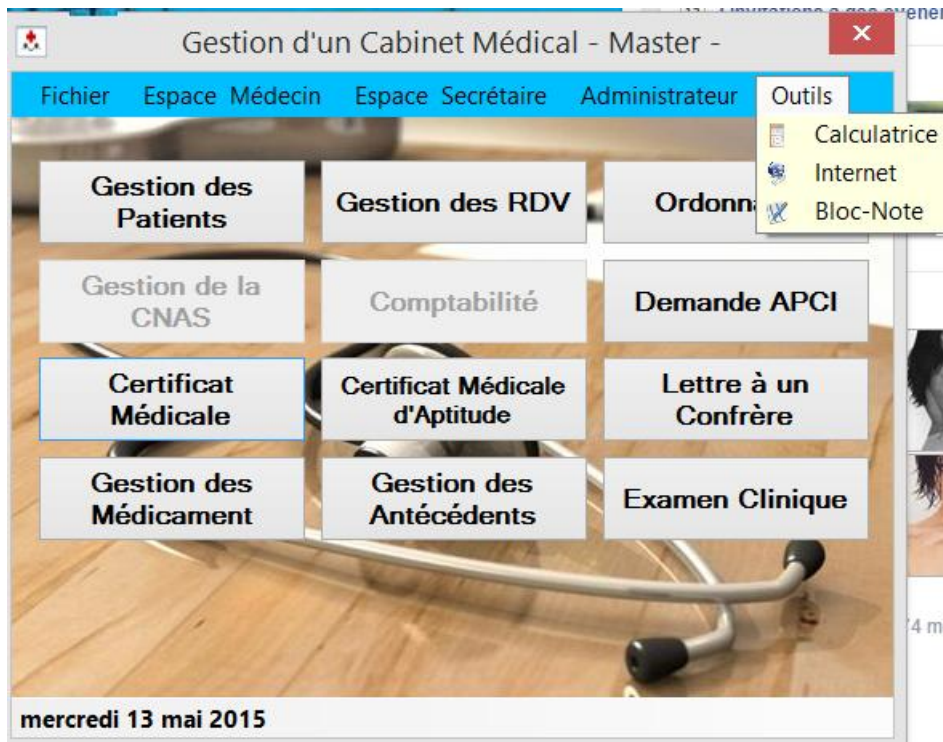 Gestion d'un Cabinet Médical - Master -
Fichier Espace Médecin Espace Secrétaire Administrateur Outils
Calculatrice
Internet
Bloc-Note
Gestion des
Patients
Gestion des RDV
Gestion de la
CNAS
Comptabilité
Demande APCI
Certificat
Médicale
Certificat Médicale
d'Aptitude
Lettre à un
Confrère
Gestion des
Médicament
Gestion des
Antécédents
Examen Clinique
mercredi 13 mai 2015